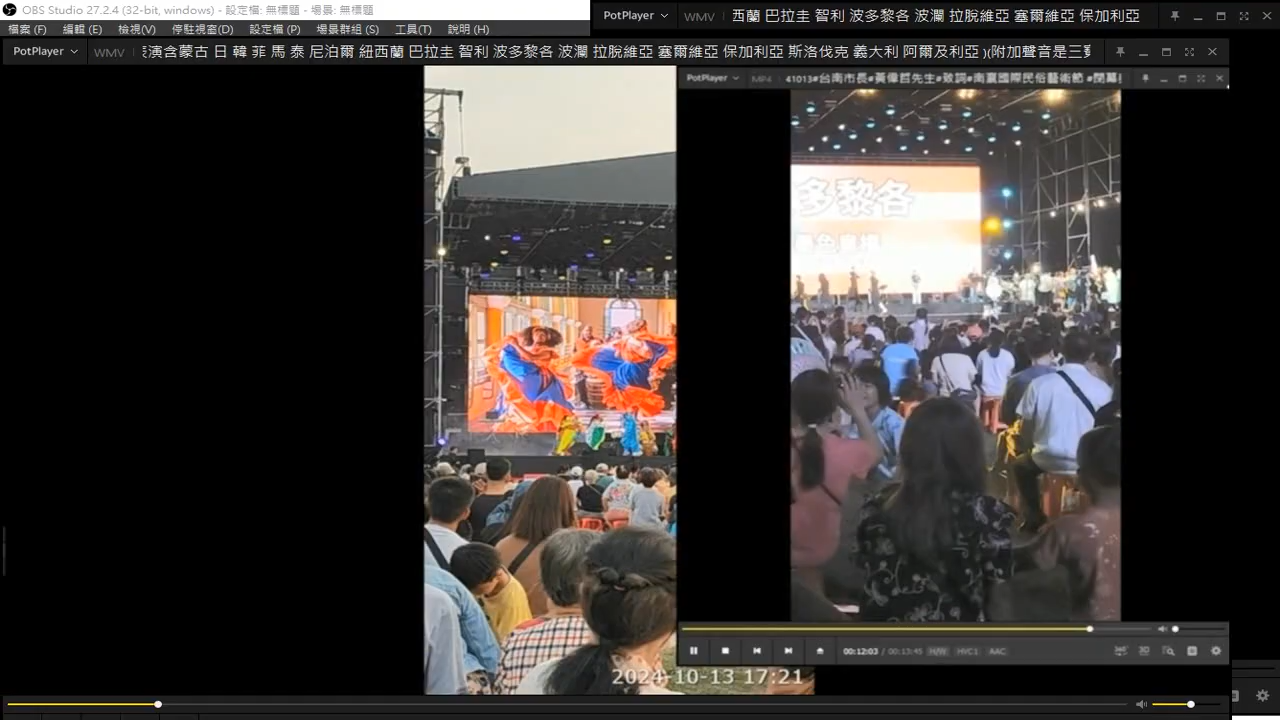 OBS Studio 27.2.4 (32-bit, windows) - 設定檔: 無標題 - 場景: 無標題
檔案 (F) 編輯 (E) 檢視(V) 停駐視窗(D) 設定檔 (P) 場景群組 (S) 工具(T) 說明 (H)
PotPlayer WMV 西蘭 巴拉圭 智利 波多黎各 波瀾 拉脫維亞 塞爾維亞 保加利亞
PotPlayer WMV 演含蒙古 日 韓 菲 馬 泰 尼泊爾 紐西蘭 巴拉圭 智利 波多黎各 波瀾 拉脫維亞 塞爾維亞 保加利亞 斯洛伐克 義大利 阿爾及利亞 )(附加聲音是三
PotPlayer MP4 41013#台南市長#黃偉哲先生#致詞#南瀛國際民俗藝術節 #閉幕
多黎各
00:12:03 / 00:13:45 H/W HVC1 AAC
2024-10-13 17:21